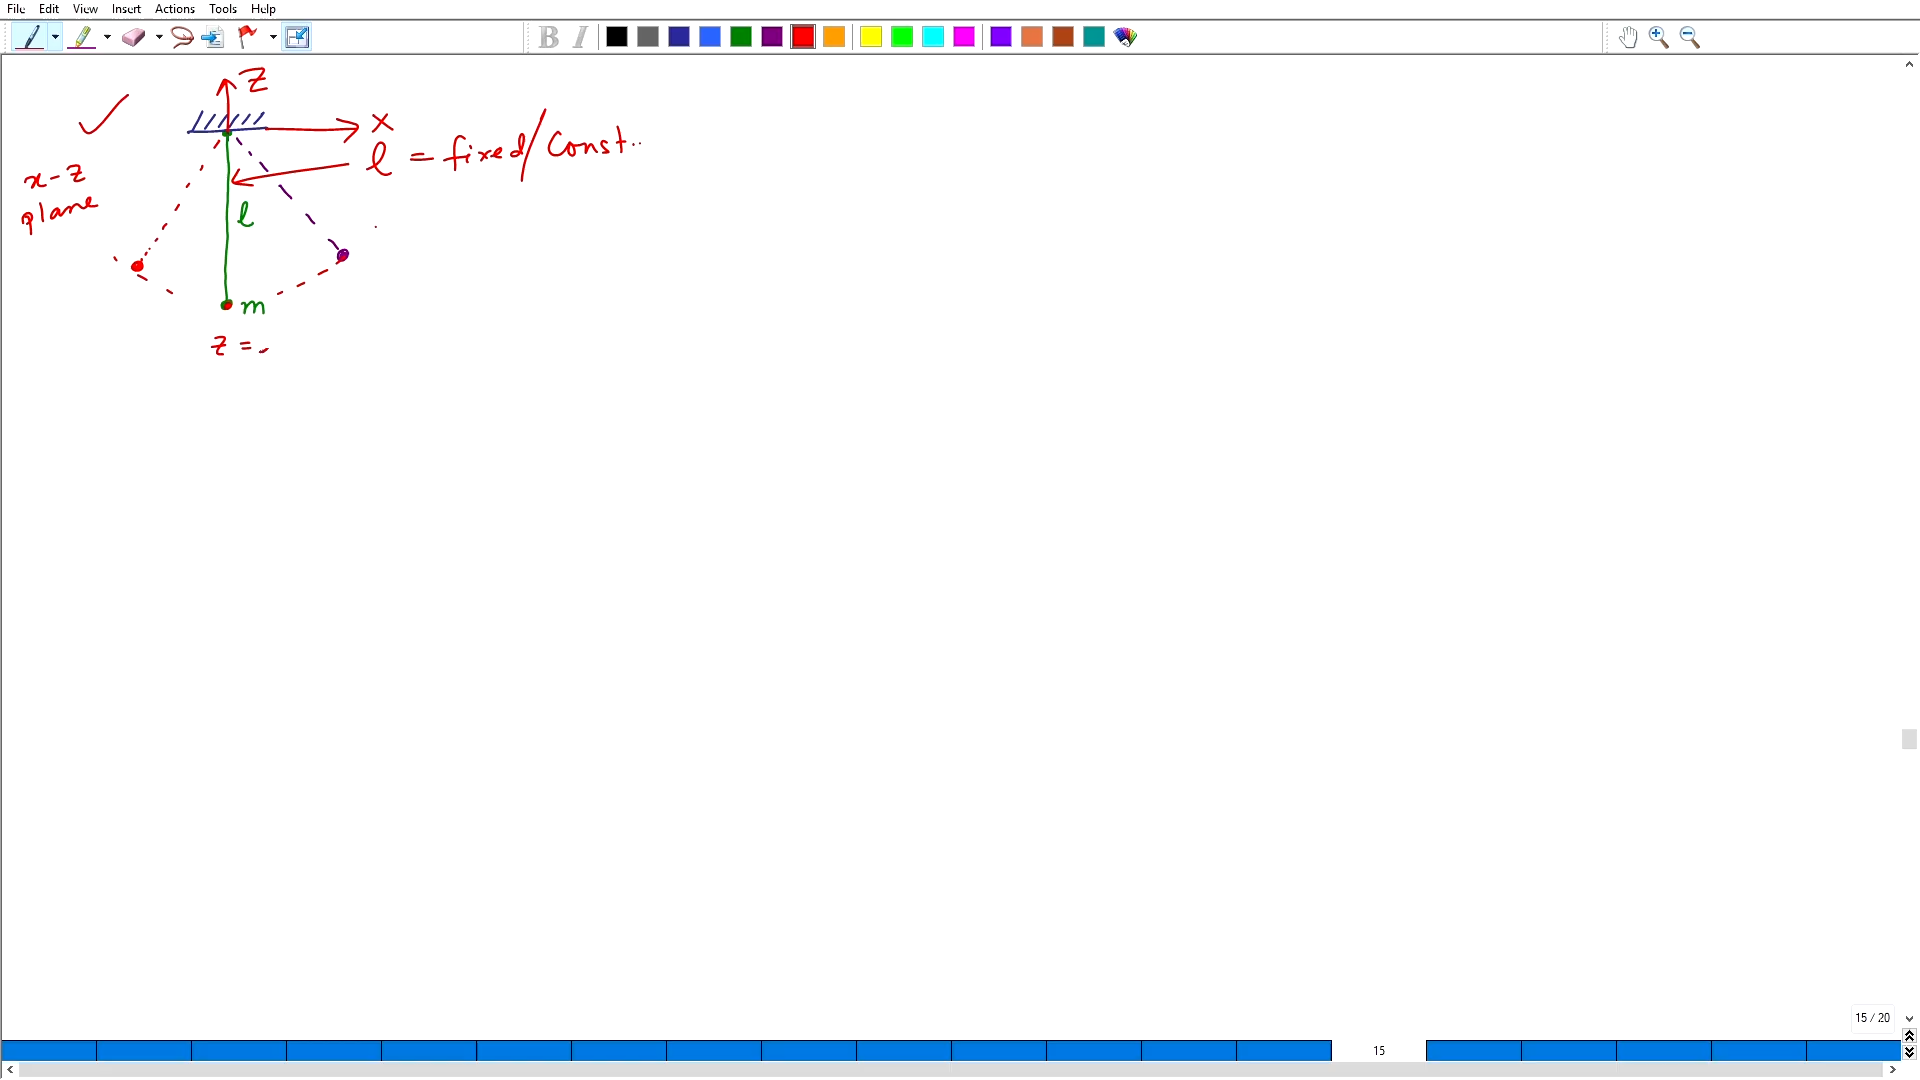 File Edit View Insert Actions Tools Help
B I
Z
x
l = fixed/const..
x-z
plane
l
m
z = -
15 / 20
15